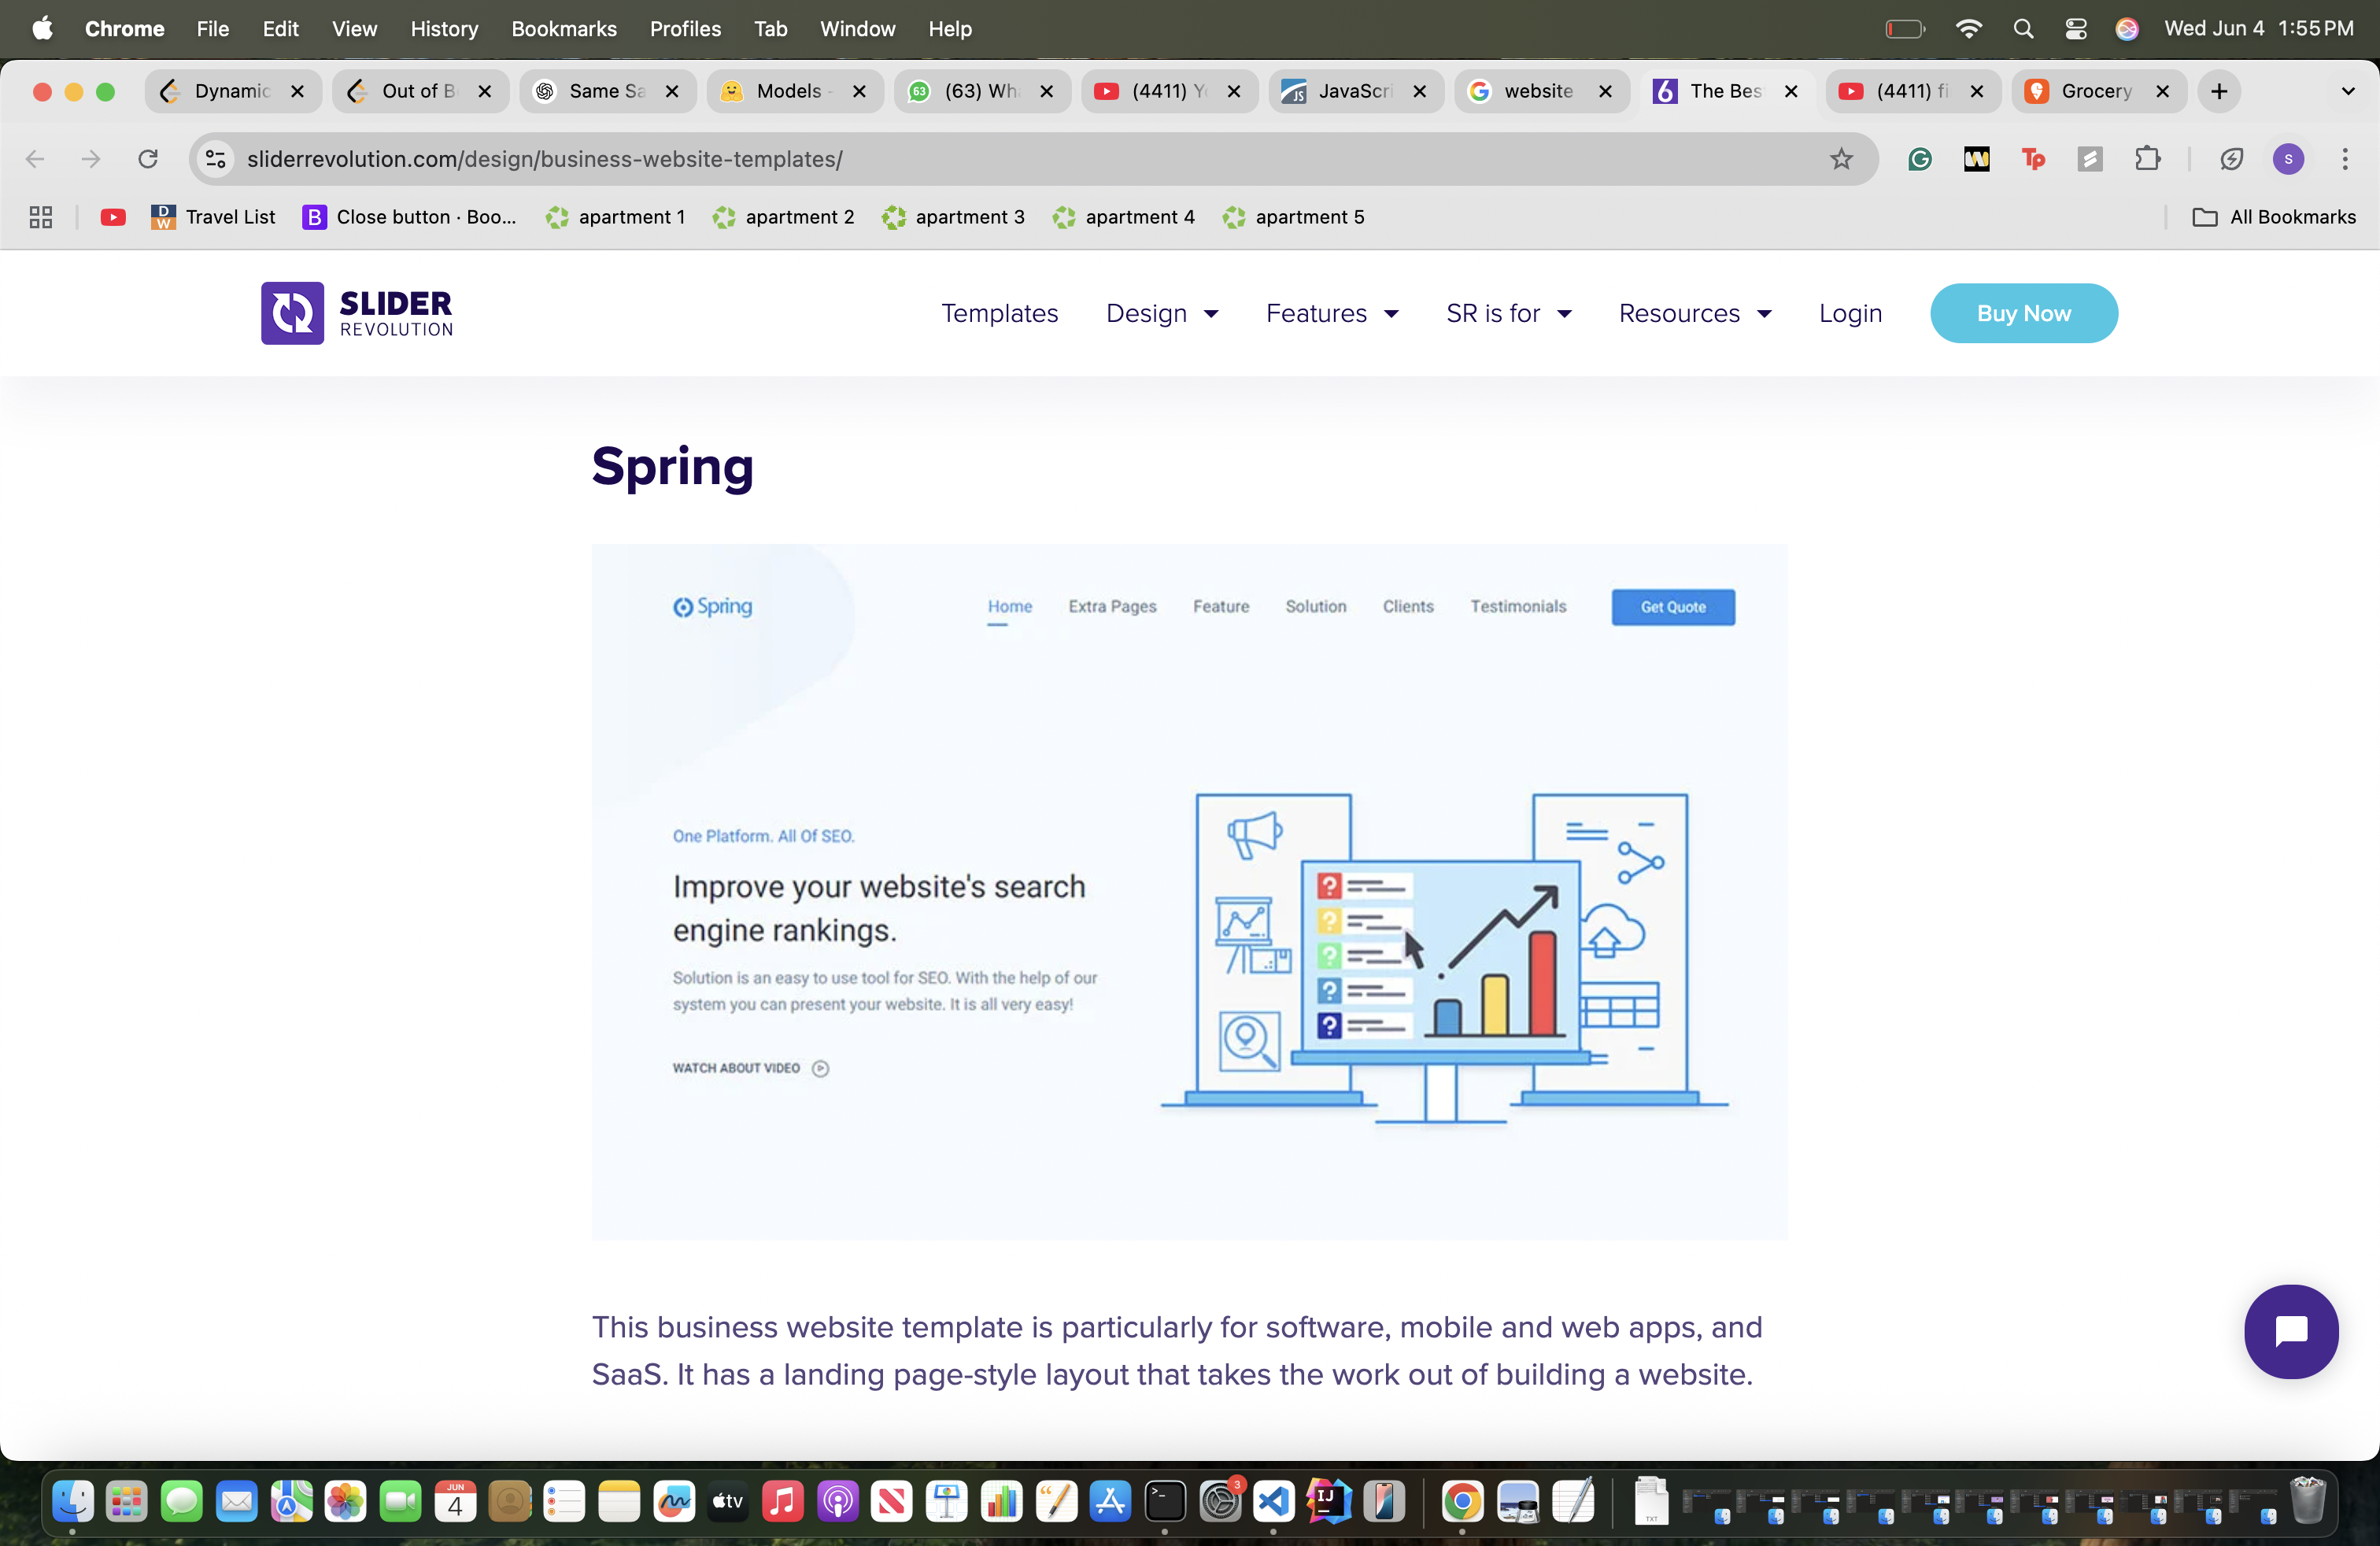 Chrome File Edit View History Bookmarks Profiles Tab Window Help Wed Jun 4 1:55 PM
Dynamic Out of B Same Sa Models - (63) Wh (4411) Y JavaScri website The Bes (4411) fi Grocery
sliderrevolution.com/design/business-website-templates/
Travel List Close button · Boo... apartment 1 apartment 2 apartment 3 apartment 4 apartment 5 All Bookmarks
SLIDER
REVOLUTION
Templates Design Features SR is for Resources Login Buy Now
Spring
Spring Home Extra Pages Feature Solution Clients Testimonials Get Quote
One Platform. All Of SEO.
Improve your website's search
engine rankings.
Solution is an easy to use tool for SEO. With the help of our
system you can present your website. It is all very easy!
WATCH ABOUT VIDEO
This business website template is particularly for software, mobile and web apps, and
SaaS. It has a landing page-style layout that takes the work out of building a website.
JUN
4
tv
3
IJ
TXT